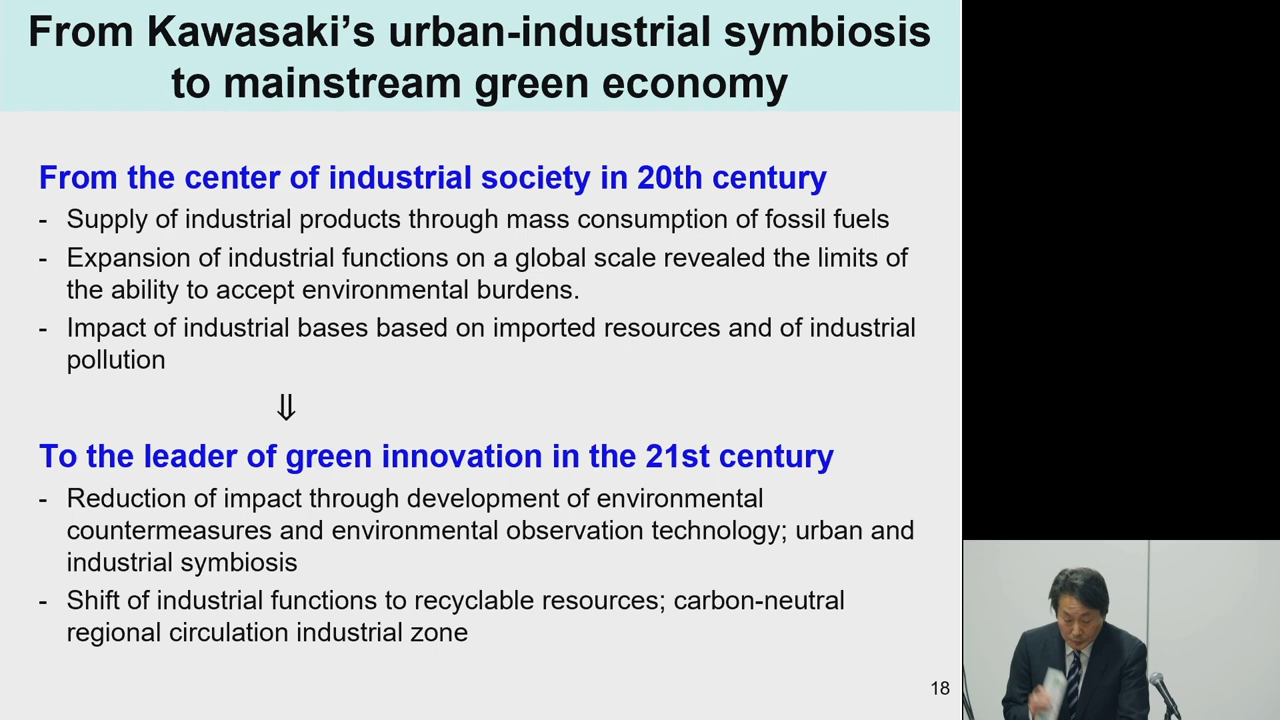 From Kawasaki’s urban-industrial symbiosis
to mainstream green economy
From the center of industrial society in 20th century
- Supply of industrial products through mass consumption of fossil fuels
- Expansion of industrial functions on a global scale revealed the limits of
the ability to accept environmental burdens.
- Impact of industrial bases based on imported resources and of industrial
pollution
⇓
To the leader of green innovation in the 21st century
- Reduction of impact through development of environmental
countermeasures and environmental observation technology; urban and
industrial symbiosis
- Shift of industrial functions to recyclable resources; carbon-neutral
regional circulation industrial zone
18